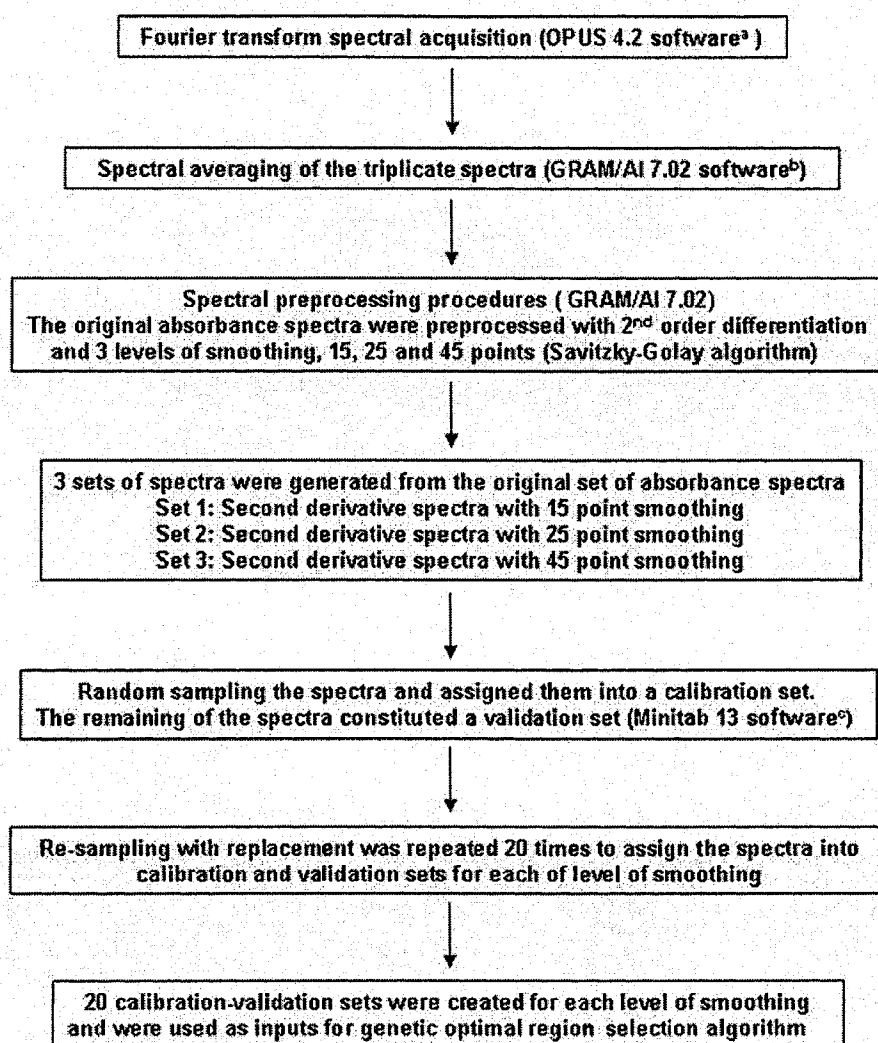 Fourier transform spectral acquisition (OPUS 4.2 softwareᵃ )
Spectral averaging of the triplicate spectra (GRAM/AI 7.02 softwareᵇ)
Spectral preprocessing procedures ( GRAM/AI 7.02)
The original absorbance spectra were preprocessed with 2ⁿᵈ order differentiation
and 3 levels of smoothing, 15, 25 and 45 points (Savitzky-Golay algorithm)
3 sets of spectra were generated from the original set of absorbance spectra
Set 1: Second derivative spectra with 15 point smoothing
Set 2: Second derivative spectra with 25 point smoothing
Set 3: Second derivative spectra with 45 point smoothing
Random sampling the spectra and assigned them into a calibration set.
The remaining of the spectra constituted a validation set (Minitab 13 softwareᶜ)
Re-sampling with replacement was repeated 20 times to assign the spectra into
calibration and validation sets for each of level of smoothing
20 calibration-validation sets were created for each level of smoothing
and were used as inputs for genetic optimal region selection algorithm